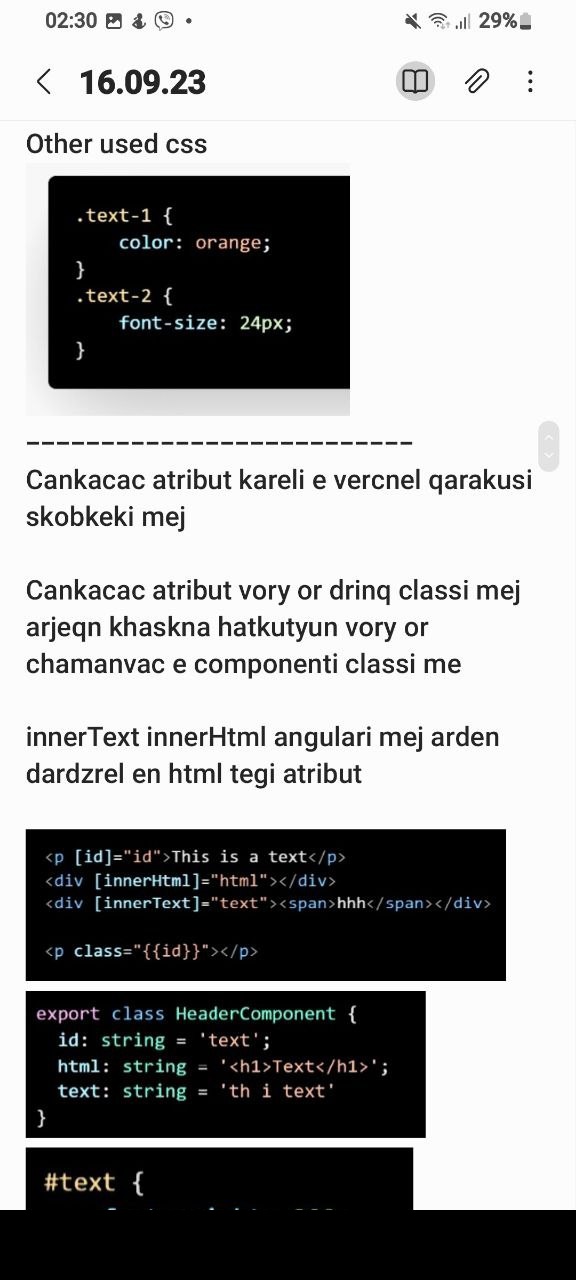 02:30
29%
16.09.23
Other used css
.text-1 {
color: orange;
}
.text-2 {
font-size: 24px;
}
--------------------------
Cankacac atribut kareli e vercnel qarakusi
skobkeki mej
Cankacac atribut vory or drinq classi mej
arjeqn khaskna hatkutyun vory or
chamanvac e componenti classi me
innerText innerHtml angulari mej arden
dardzrel en html tegi atribut
<p [id]="id">This is a text</p>
<div [innerHtml]="html"></div>
<div [innerText]="text"><span>hhh</span></div>
<p class="{{id}}"></p>
export class HeaderComponent {
id: string = 'text';
html: string = '<h1>Text</h1>';
text: string = 'th i text'
}
#text {